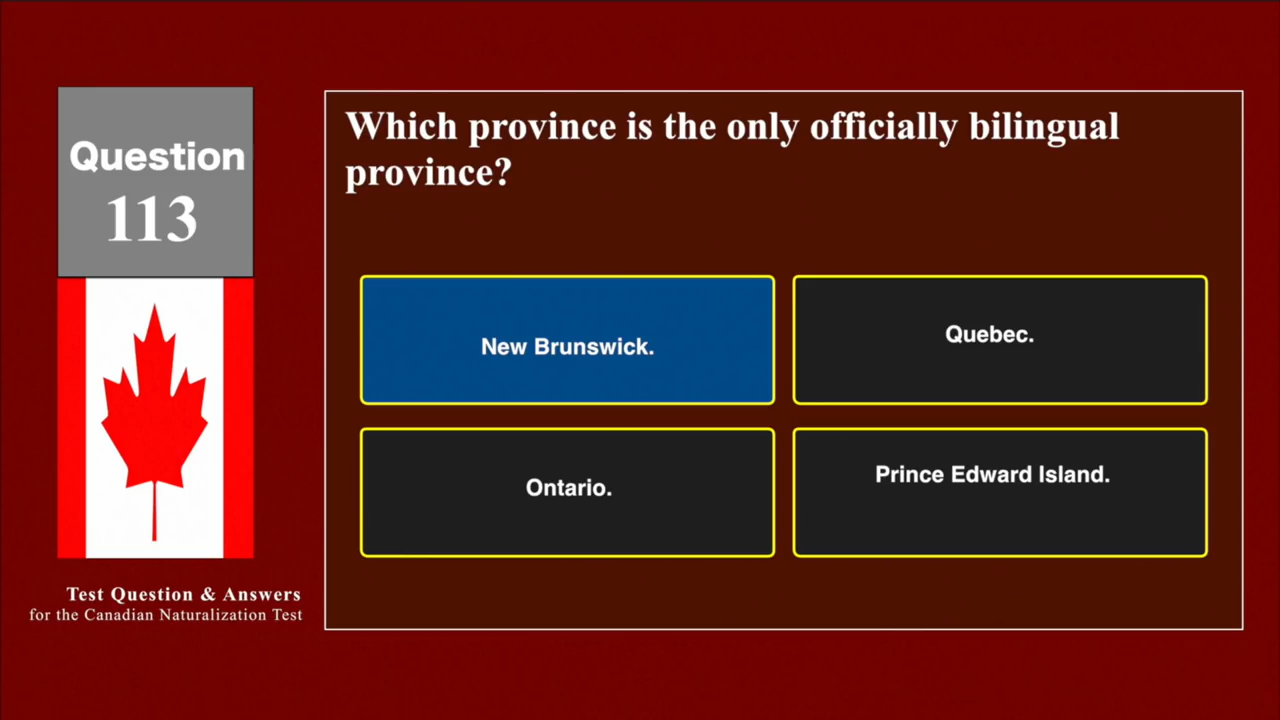 Question
113
Which province is the only officially bilingual
province?
New Brunswick.
Quebec.
Ontario.
Prince Edward Island.
Test Question & Answers
for the Canadian Naturalization Test